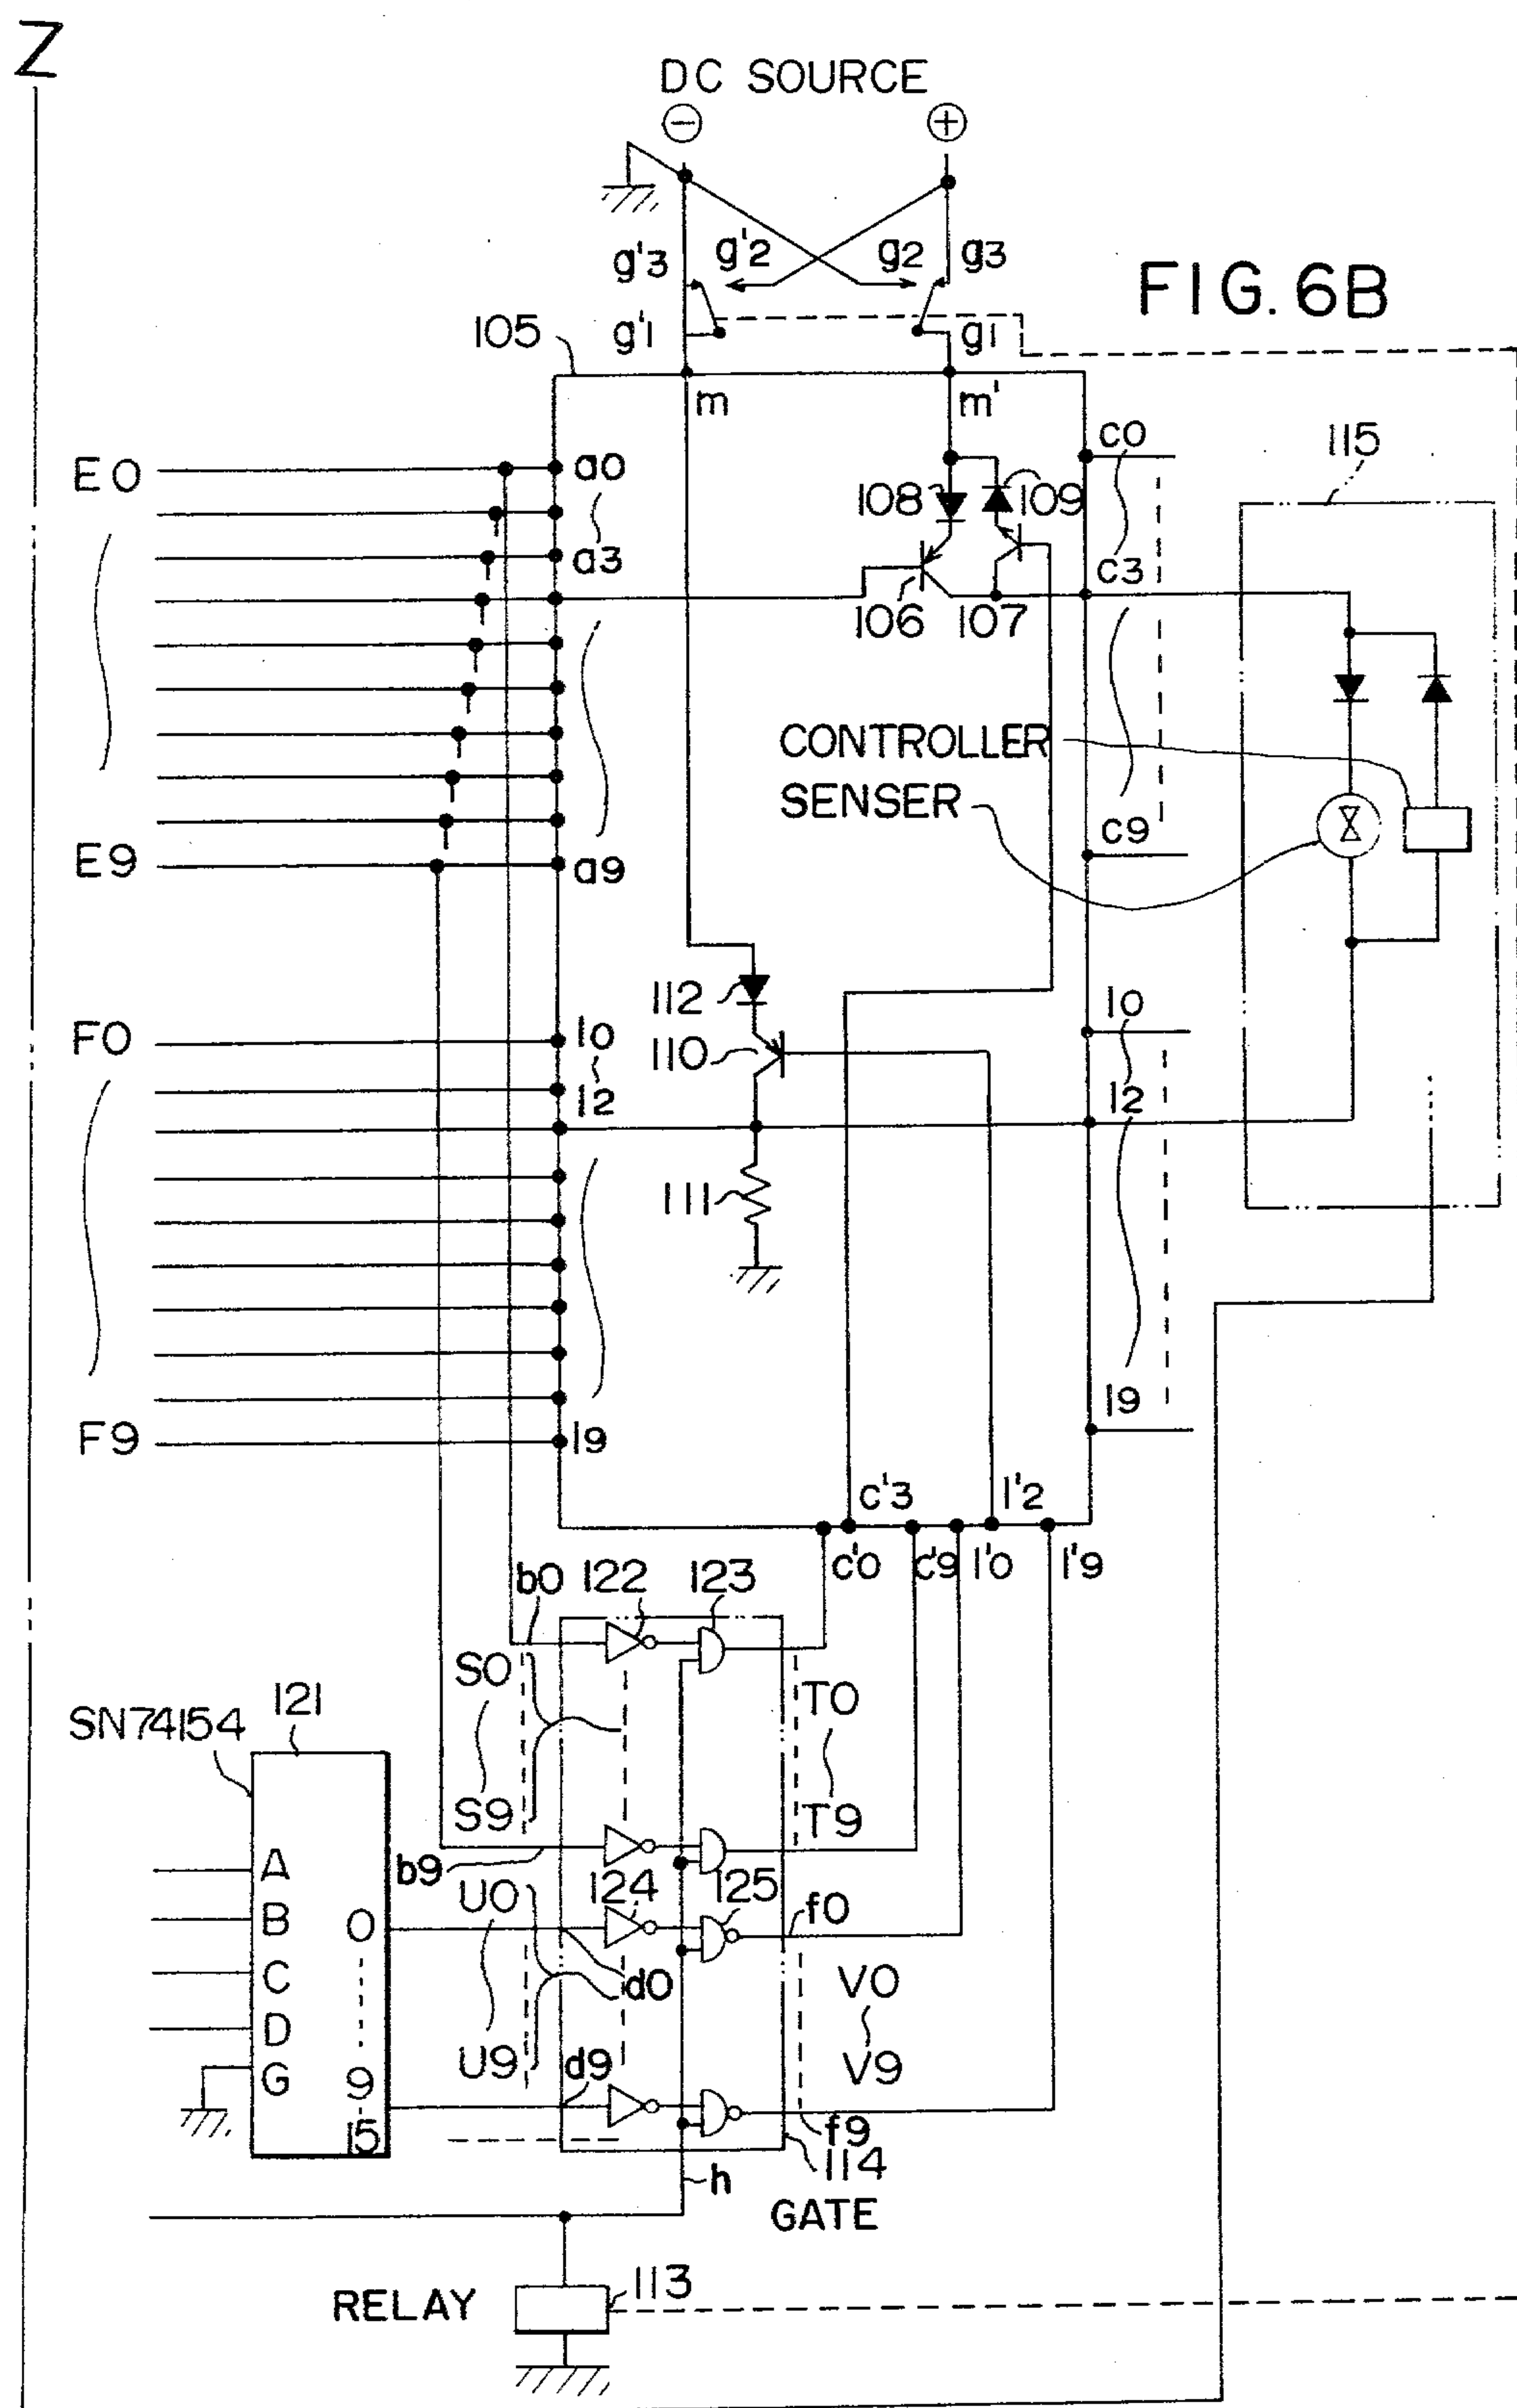 Z
DC SOURCE
⊖ ⊕
g'3 g'2 g2 g3
FIG. 6B
g'1 g1
105
m m'
E0 a0
c0
115
108 109
a3
c3
106 107
CONTROLLER
SENSER
c9
E9 a9
112
F0 l0
110
l0
l2
l2
111
l9
F9 l9
c'3 l'2
c'0 c'9 l'0 l'9
b0 122 123
S0
T0
121
SN74154
S9
T9
b9
A
U0 124 125
f0
B 0
C
d0
V0
D
U9 d9
V9
G 9
15
f9
114
h
GATE
RELAY
113